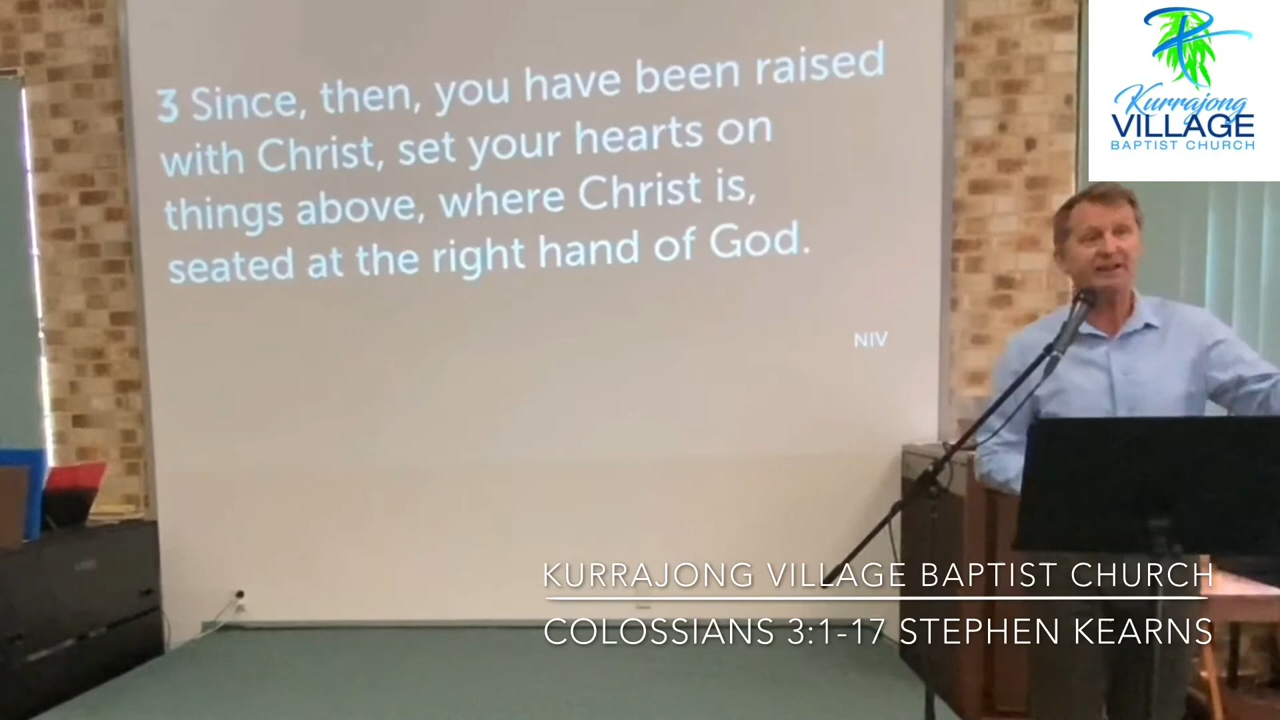 3 Since, then, you have been raised
with Christ, set your hearts on
things above, where Christ is,
seated at the right hand of God.
NIV
Kurrajong
VILLAGE
BAPTIST CHURCH
KURRAJONG VILLAGE BAPTIST CHURCH
COLOSSIANS 3:1-17 STEPHEN KEARNS